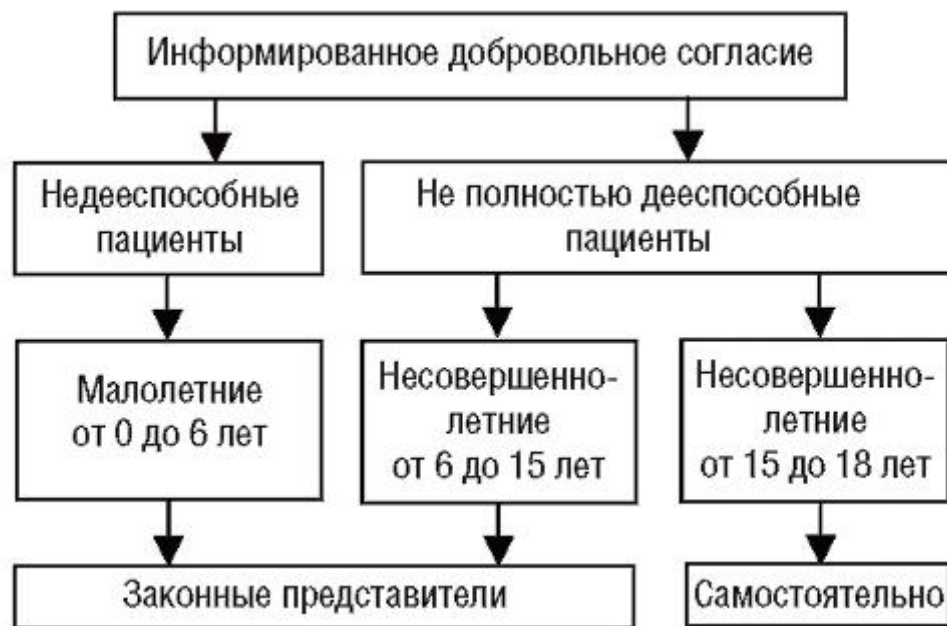 Информированное добровольное согласие
Недееспособные
пациенты
Не полностью дееспособные
пациенты
Малолетние
от 0 до 6 лет
Несовершенно-
летние
от 6 до 15 лет
Несовершенно-
летние
от 15 до 18 лет
Законные представители
Самостоятельно